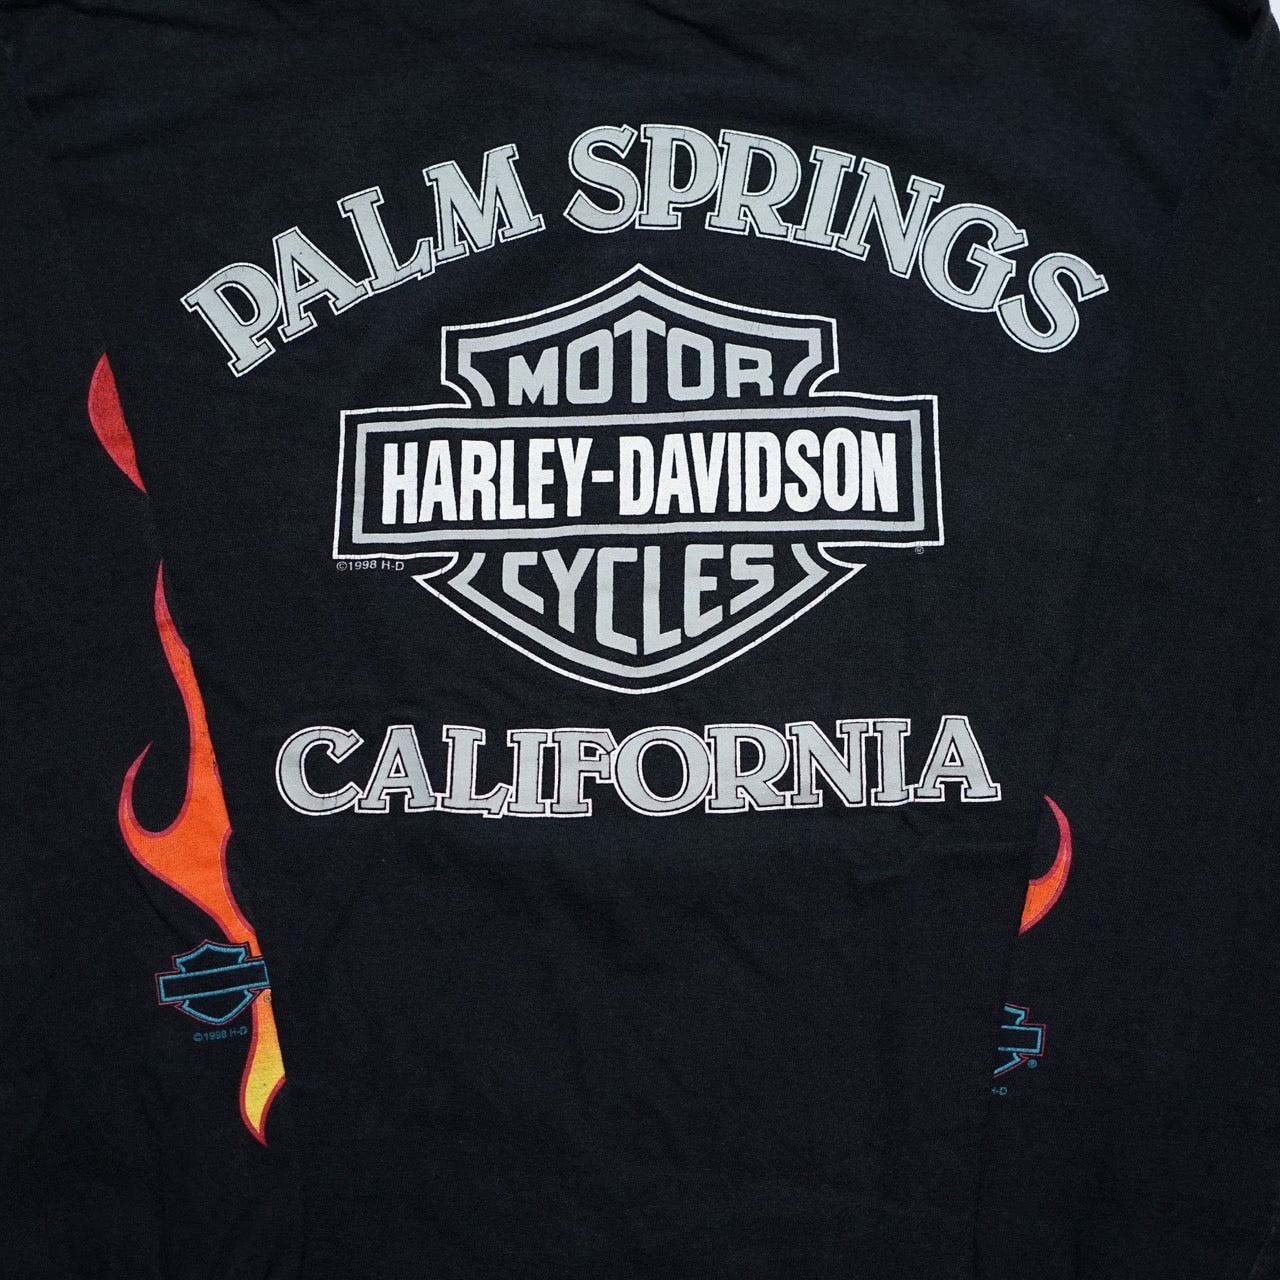 PALM SPRINGS
MOTOR
HARLEY-DAVIDSON
®
©1998 H-D
CYCLES
CALIFORNIA
®
©1998 H-D
®
H-D